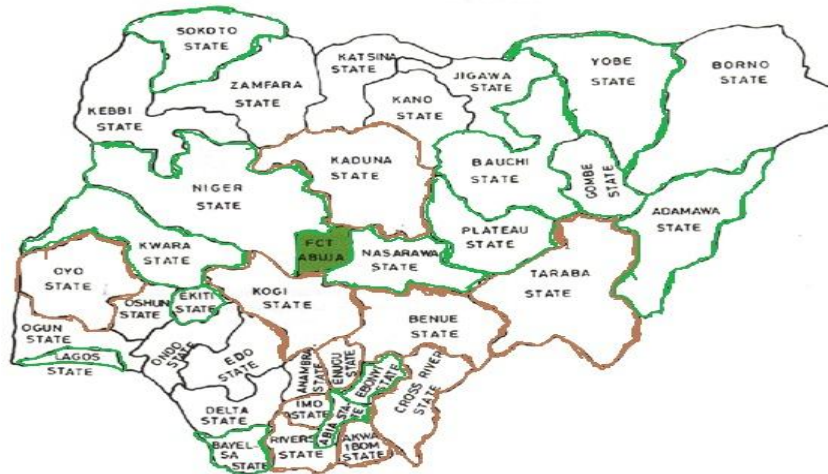 SOKOTO
STATE
KATSINA
STATE
JIGAWA
STATE
YOBE
STATE
BORNO
STATE
ZAMFARA
STATE
KEBBI
STATE
KANO
STATE
KADUNA
STATE
BAUCHI
STATE
GOMBE
STATE
NIGER
STATE
ADAMAWA
STATE
KWARA
STATE
FCT
ABUJA
NASARAWA
STATE
PLATEAU
STATE
TARABA
STATE
OYO
STATE
OSHUN
STATE
EKITI
STATE
KOGI
STATE
BENUE
STATE
OGUN
STATE
LAGOS
STATE
ONDO
STATE
EDO
STATE
ANAMBRA
STATE
ENUGU
STATE
EBONYI
STATE
CROSS RIVER
STATE
DELTA
STATE
IMO
STATE
ABIA STA
TE
BAYEL-
SA STATE
RIVERS
STATE
AKWA
IBOM
STATE